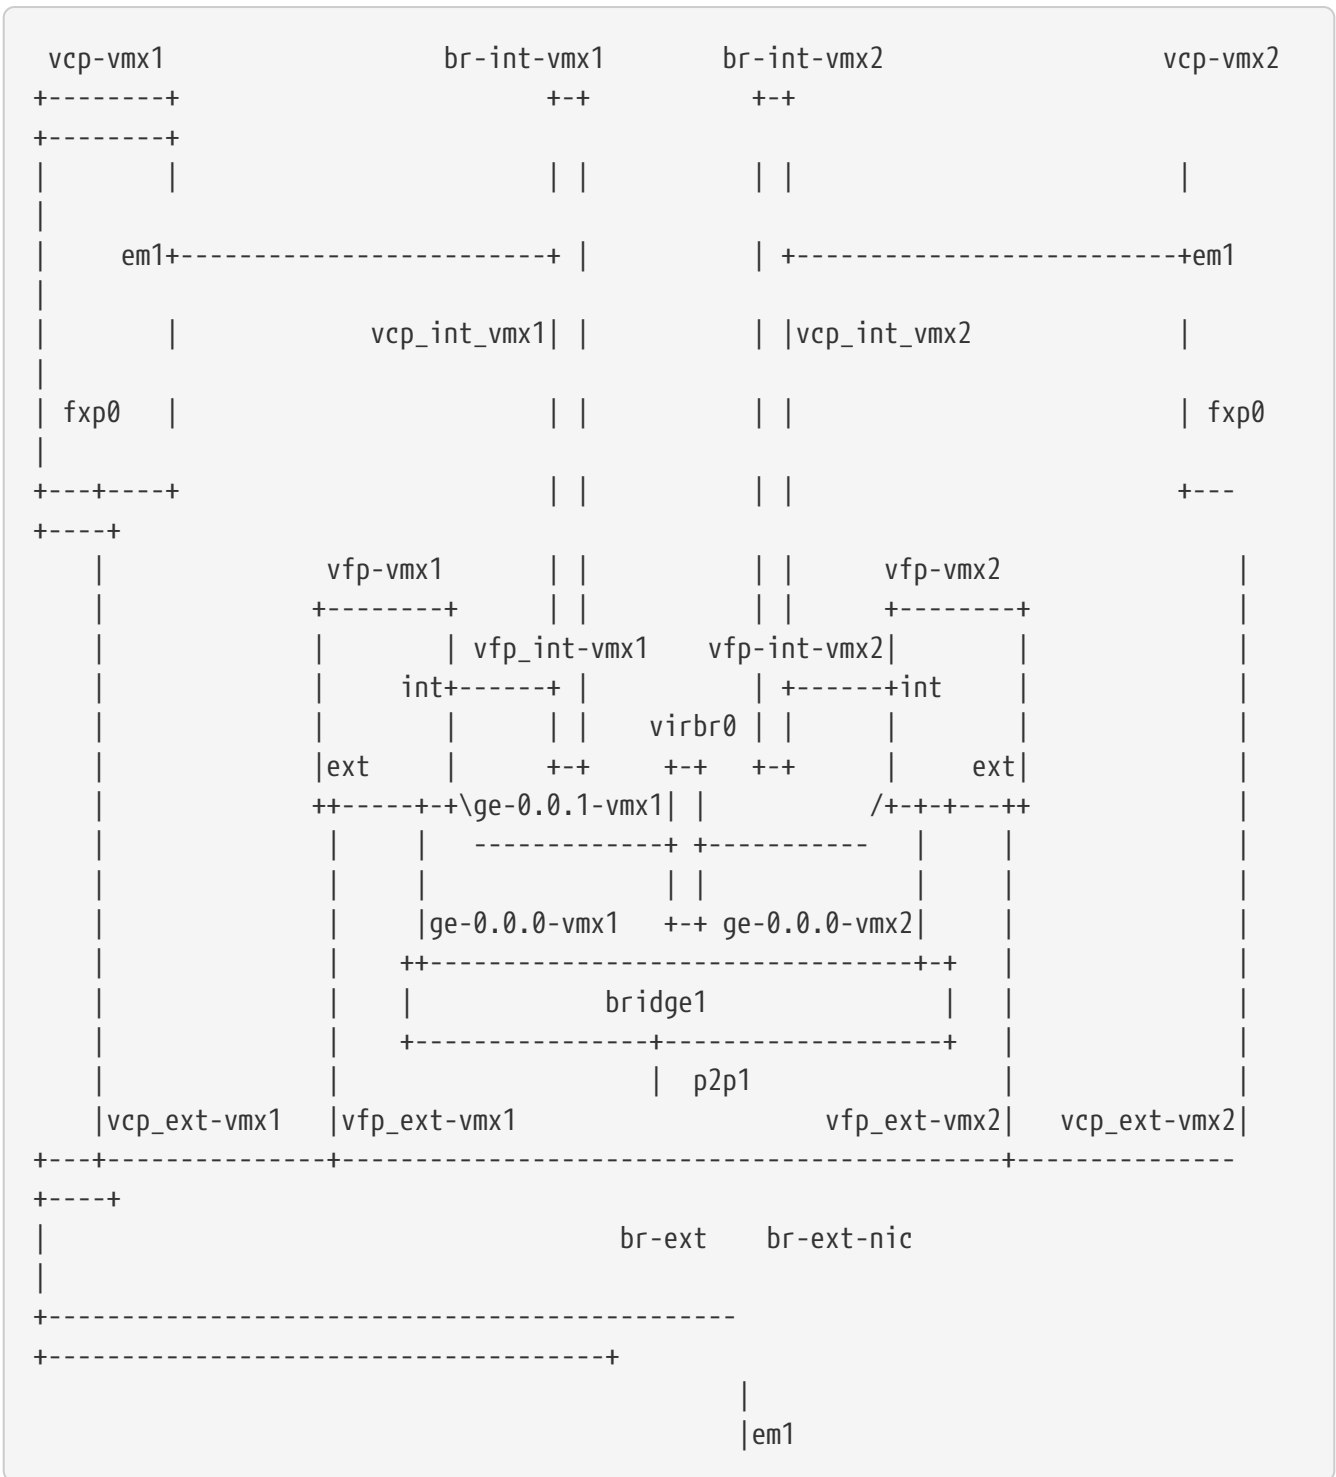 vcp-vmx1                   br-int-vmx1        br-int-vmx2                   vcp-vmx2
+--------+                         +-+           +-+
+--------+
|        |                         | |           | |                          |
|
|     em1+-------------------------+ |           | +--------------------------+em1
|
|        |             vcp_int_vmx1| |           | |vcp_int_vmx2              |
|
| fxp0   |                         | |           | |                          | fxp0
|
+---+----+                         | |           | |                          +---
+----+
    |               vfp-vmx1       | |           | |      vfp-vmx2                |
    |              +--------+      | |           | |      +--------+              |
    |              |        | vfp_int-vmx1    vfp-int-vmx2|        |              |
    |              |     int+------+ |           | +------+int     |              |
    |              |        |      | |    virbr0 | |      |        |              |
    |              |ext     |      +-+     +-+   +-+      |     ext|              |
    |              ++-----+-+\ge-0.0.1-vmx1| |           /+-+-+---++              |
    |               |     |   -------------+ +-----------   |     |               |
    |               |     |                | |              |     |               |
    |               |     |ge-0.0.0-vmx1   +-+ ge-0.0.0-vmx2|     |               |
    |               |    ++---------------------------------+-+   |               |
    |               |    |             bridge1                |   |               |
    |               |    +----------------+-------------------+   |               |
    |               |                     |  p2p1                 |               |
    |vcp_ext-vmx1   |vfp_ext-vmx1                     vfp_ext-vmx2|   vcp_ext-vmx2|
+---+---------------+---------------------------------------------+---------------
+----+
|                                       br-ext    br-ext-nic
|
+-----------------------------------------------
+--------------------------------------+
                                                |
                                                |em1